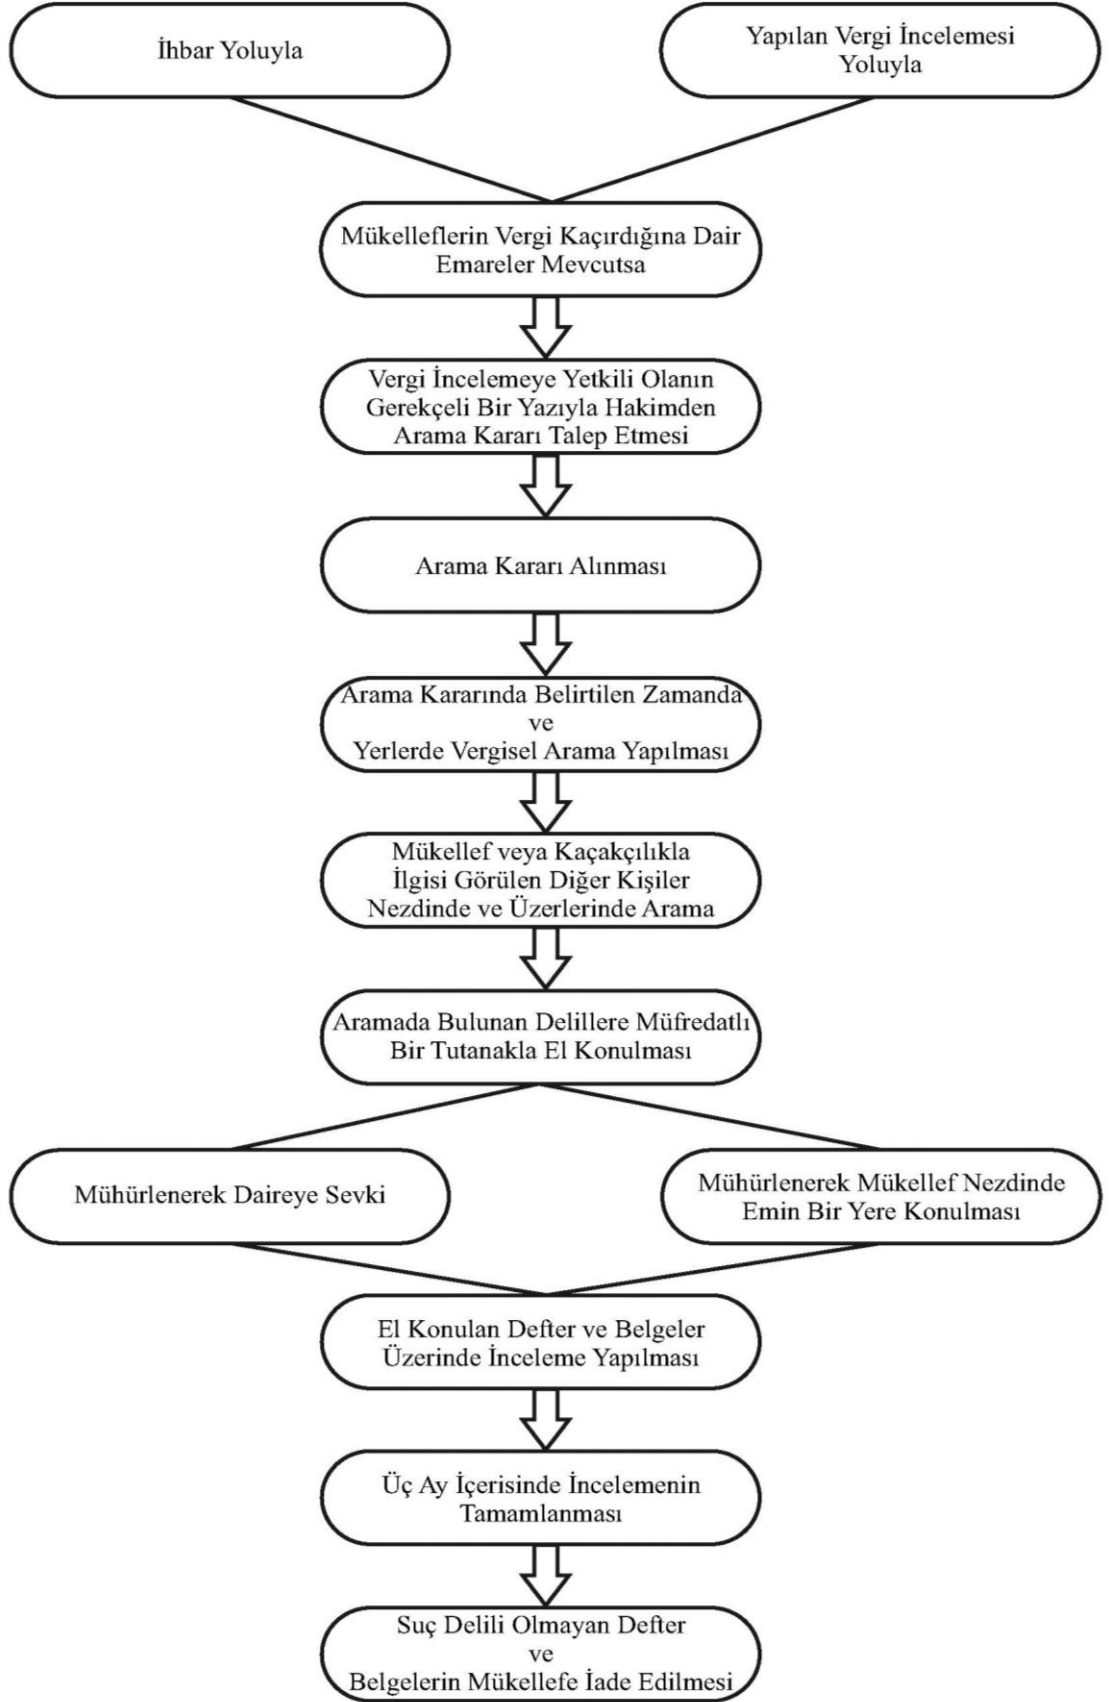 İhbar Yoluyla
Yapılan Vergi İncelemesi
Yoluyla
Mükelleflerin Vergi Kaçırdığına Dair
Emareler Mevcutsa
Vergi İncelemeye Yetkili Olanın
Gerekçeli Bir Yazıyla Hakimden
Arama Kararı Talep Etmesi
Arama Kararı Alınması
Arama Kararında Belirtilen Zamanda
ve
Yerlerde Vergisel Arama Yapılması
Mükellef veya Kaçakçılıkla
İlgisi Görülen Diğer Kişiler
Nezdinde ve Üzerlerinde Arama
Aramada Bulunan Delillere Müfredatlı
Bir Tutanakla El Konulması
Mühürlenerek Daireye Sevki
Mühürlenerek Mükellef Nezdinde
Emin Bir Yere Konulması
El Konulan Defter ve Belgeler
Üzerinde İnceleme Yapılması
Üç Ay İçerisinde İncelemenin
Tamamlanması
Suç Delili Olmayan Defter
ve
Belgelerin Mükellefe İade Edilmesi